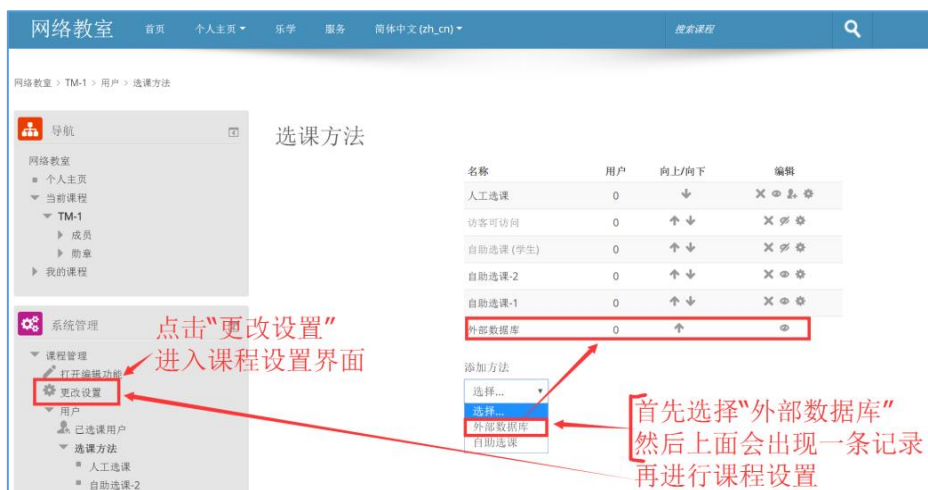 网络教室 首页 个人主页 乐学 服务 简体中文 (zh_cn) 搜索课程
网络教室 > TM-1 > 用户 > 选课方法
导航
网络教室
个人主页
当前课程
TM-1
成员
勋章
我的课程
系统管理
课程管理
打开编辑功能
更改设置
用户
已选课用户
选课方法
人工选课
自助选课-2
点击“更改设置”
进入课程设置界面
选课方法
名称 用户 向上/向下 编辑
人工选课 0
访客可访问 0
自助选课 (学生) 0
自助选课-2 0
自助选课-1 0
外部数据库 0
添加方法
选择...
选择...
外部数据库
自助选课
首先选择“外部数据库”
然后上面会出现一条记录
再进行课程设置